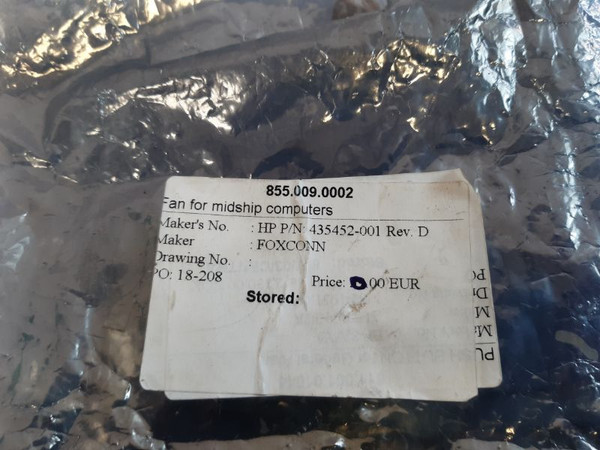 855.009.0002
Fan for midship computers
Maker's No. : HP P/N: 435452-001 Rev. D
Maker : FOXCONN
Drawing No. :
PO: 18-208
Price: 00 EUR
Stored: